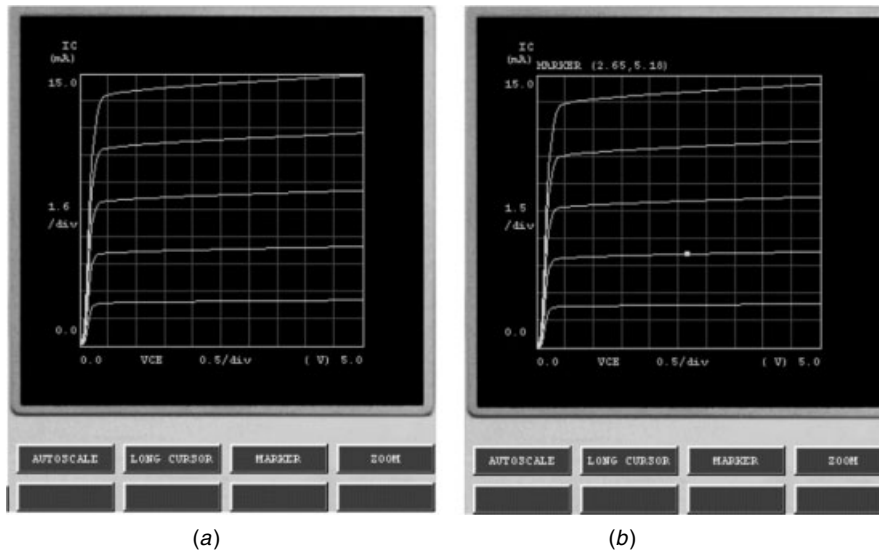 IC
(mA)
15.0
1.6
/div
0.0
0.0 VCE 0.5/div ( V) 5.0
AUTOSCALE LONG CURSOR MARKER ZOOM
(a)
IC
(mA) MARKER (2.65,5.18)
15.0
1.5
/div
0.0
0.0 VCE 0.5/div ( V) 5.0
AUTOSCALE LONG CURSOR MARKER ZOOM
(b)